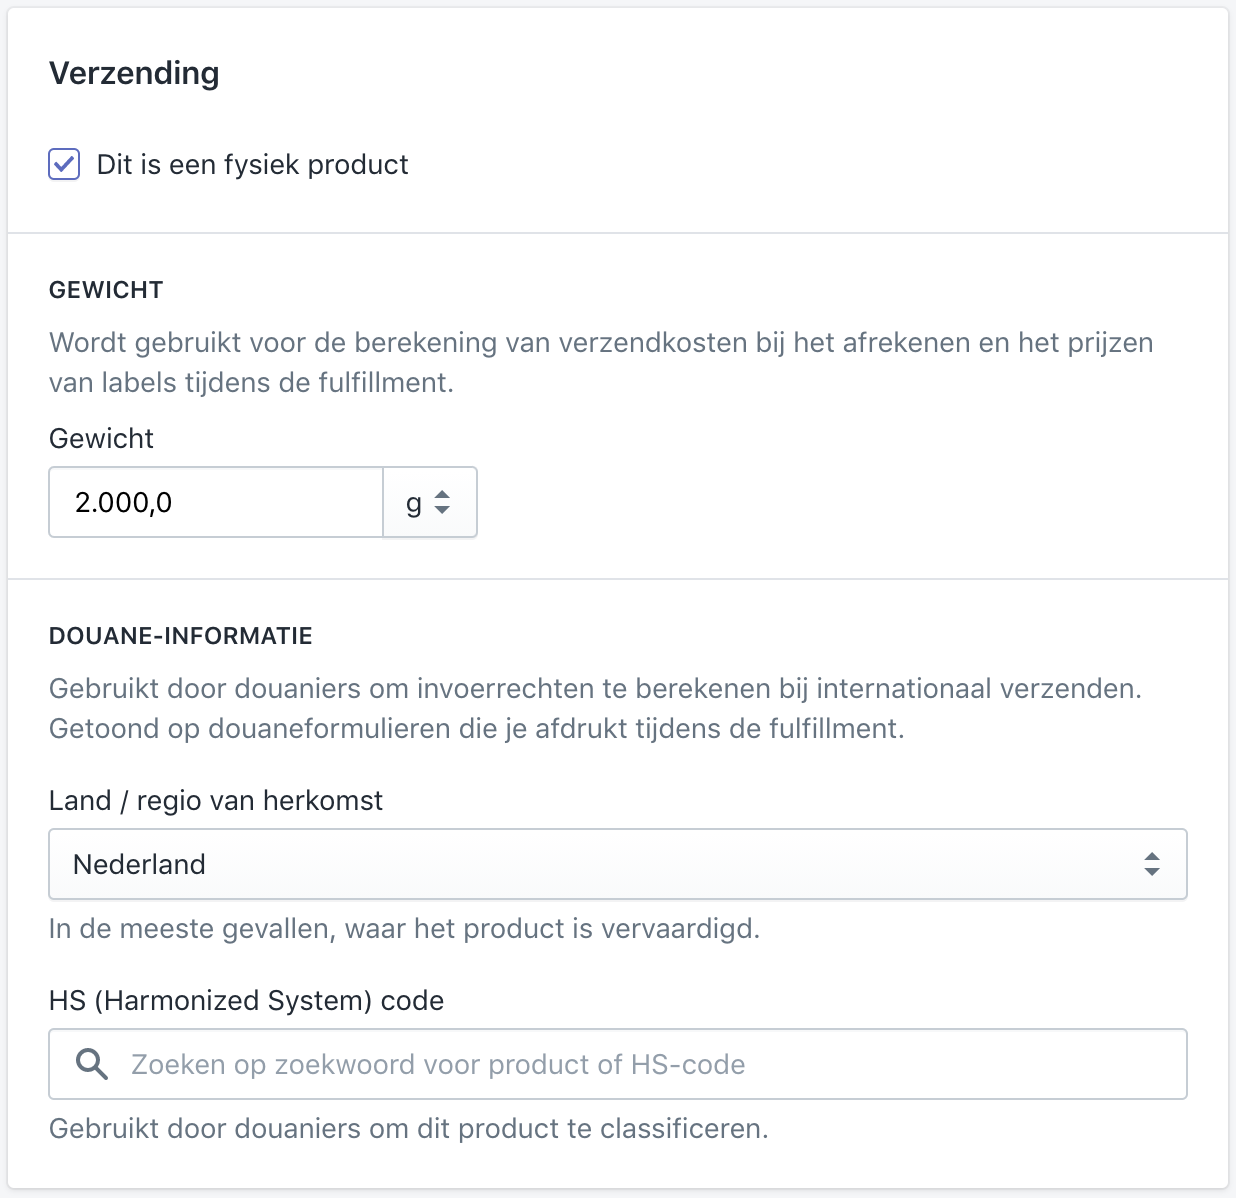 Verzending
Dit is een fysiek product
GEWICHT
Wordt gebruikt voor de berekening van verzendkosten bij het afrekenen en het prijzen
van labels tijdens de fulfillment.
Gewicht
2.000,0 g
DOUANE-INFORMATIE
Gebruikt door douaniers om invoerrechten te berekenen bij internationaal verzenden.
Getoond op douaneformulieren die je afdrukt tijdens de fulfillment.
Land / regio van herkomst
Nederland
In de meeste gevallen, waar het product is vervaardigd.
HS (Harmonized System) code
Zoeken op zoekwoord voor product of HS-code
Gebruikt door douaniers om dit product te classificeren.